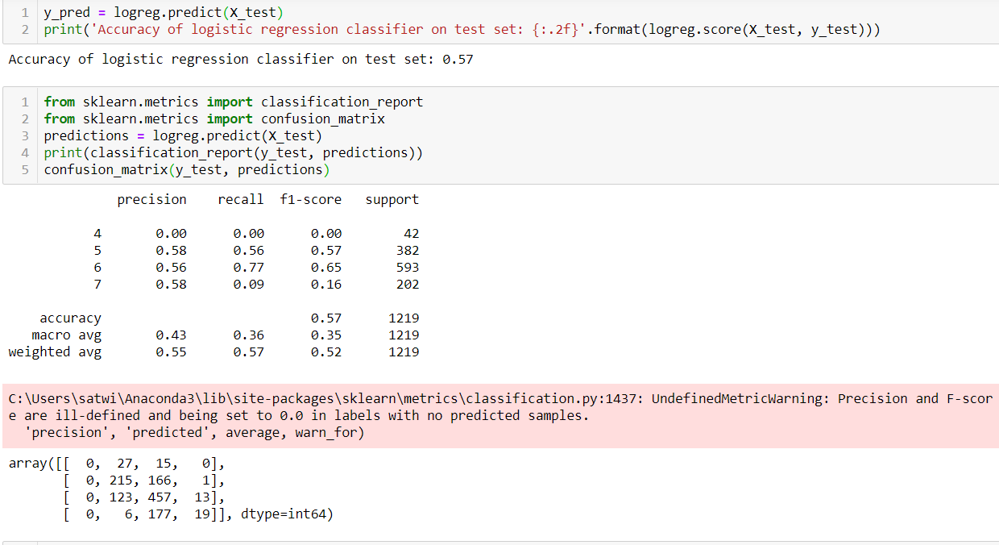 1 y_pred = logreg.predict(X_test)
2 print('Accuracy of logistic regression classifier on test set: {:.2f}'.format(logreg.score(X_test, y_test)))
Accuracy of logistic regression classifier on test set: 0.57
1 from sklearn.metrics import classification_report
2 from sklearn.metrics import confusion_matrix
3 predictions = logreg.predict(X_test)
4 print(classification_report(y_test, predictions))
5 confusion_matrix(y_test, predictions)
precision recall f1-score support
4 0.00 0.00 0.00 42
5 0.58 0.56 0.57 382
6 0.56 0.77 0.65 593
7 0.58 0.09 0.16 202
accuracy 0.57 1219
macro avg 0.43 0.36 0.35 1219
weighted avg 0.55 0.57 0.52 1219
C:\Users\satwi\Anaconda3\lib\site-packages\sklearn\metrics\classification.py:1437: UndefinedMetricWarning: Precision and F-scor
e are ill-defined and being set to 0.0 in labels with no predicted samples.
'precision', 'predicted', average, warn_for)
array([[ 0, 27, 15, 0],
[ 0, 215, 166, 1],
[ 0, 123, 457, 13],
[ 0, 6, 177, 19]], dtype=int64)